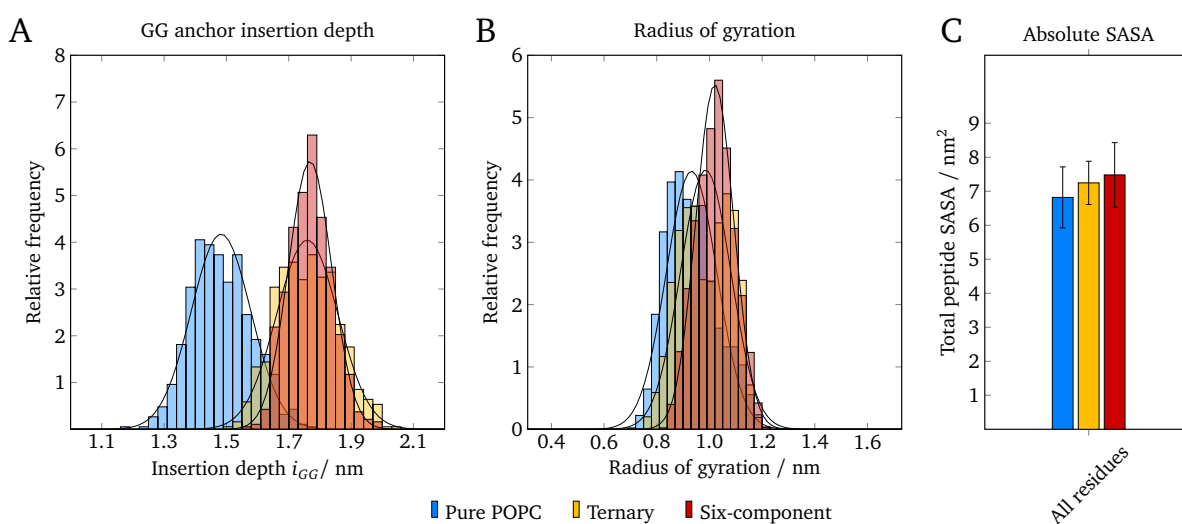 A
GG anchor insertion depth
Relative frequency
8
7
6
5
4
3
2
1
1.1 1.3 1.5 1.7 1.9 2.1
Insertion depth i_GG / nm
B
Radius of gyration
Relative frequency
6
5
4
3
2
1
0
0.4 0.6 0.8 1.0 1.2 1.4 1.6
Radius of gyration / nm
C
Absolute SASA
Total peptide SASA / nm²
9
8
7
6
5
4
3
2
1
All residues
Pure POPC Ternary Six-component